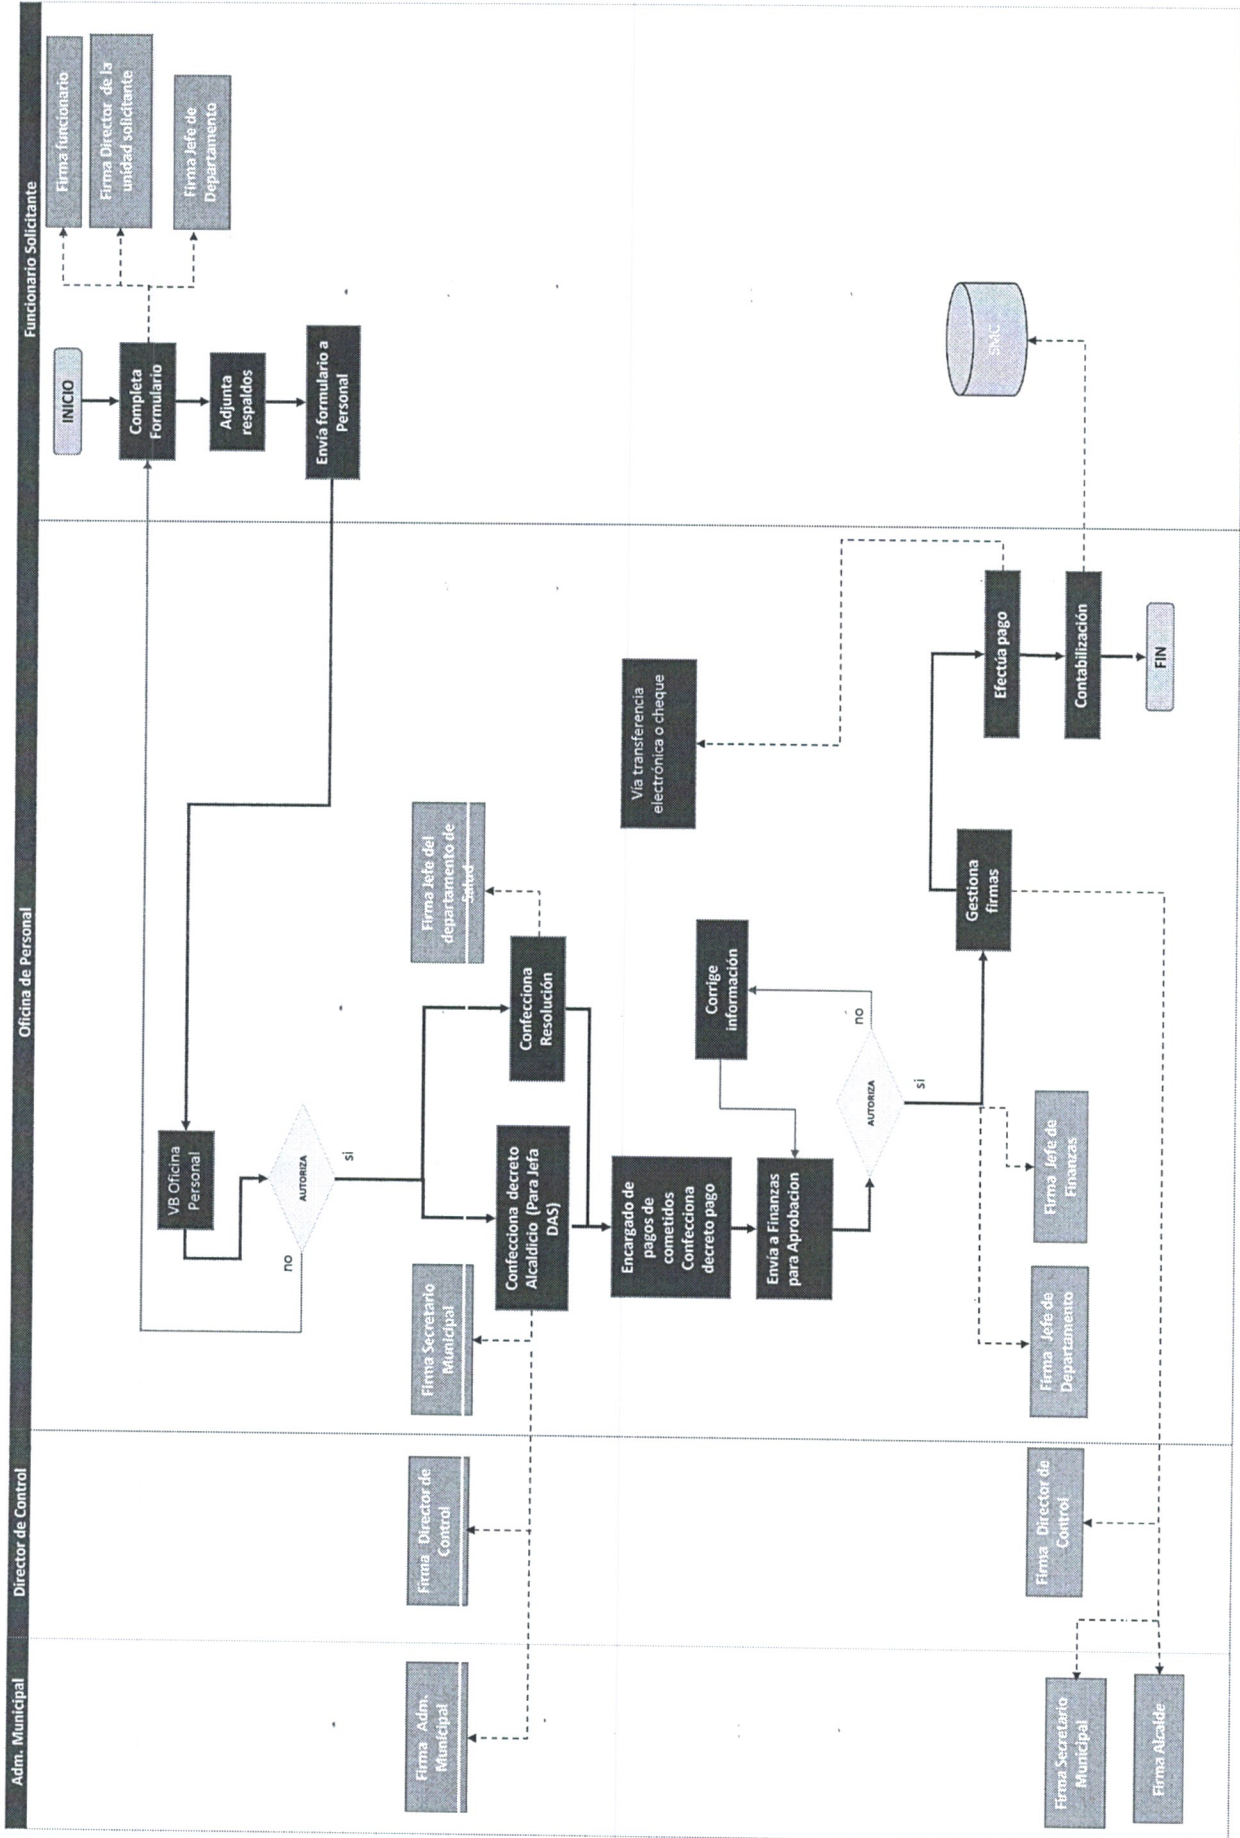 Adm. Municipal
Director de Control
Oficina de Personal
Funcionario Solicitante
INICIO
Completa
Formulario
Firma funcionario
Firma Director de la
unidad solicitante
Firma Jefe de
Departamento
Adjunta
respaldos
Envía formulario a
Personal
VB Oficina
Personal
AUTORIZA
no
si
Firma Adm.
Municipal
Firma Director de
Control
Firma Secretario
Municipal
Firma Jefe del
departamento de
Salud
Confecciona decreto
Alcaldicio (Para Jefa
DAS)
Confecciona
Resolución
Encargado de
pagos de
cometidos
Confecciona
decreto pago
Vía transferencia
electrónica o cheque
Corrige
información
Envía a Finanzas
para Aprobacion
AUTORIZA
no
si
Gestiona
firmas
SMC
Efectúa pago
Firma Director de
Control
Firma Jefe de
Departamento
Firma Jefe de
Finanzas
Firma Secretario
Municipal
Contabilización
Firma Alcalde
FIN